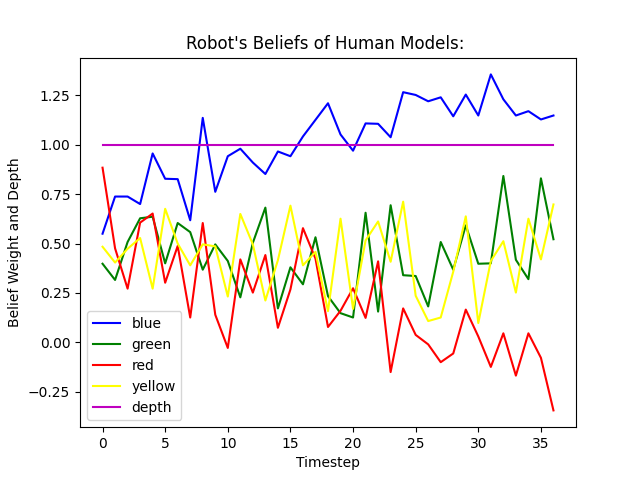 Robot's Beliefs of Human Models:
Belief Weight and Depth
1.25
1.00
0.75
0.50
0.25
0.00
−0.25
blue
green
red
yellow
depth
0 5 10 15 20 25 30 35
Timestep